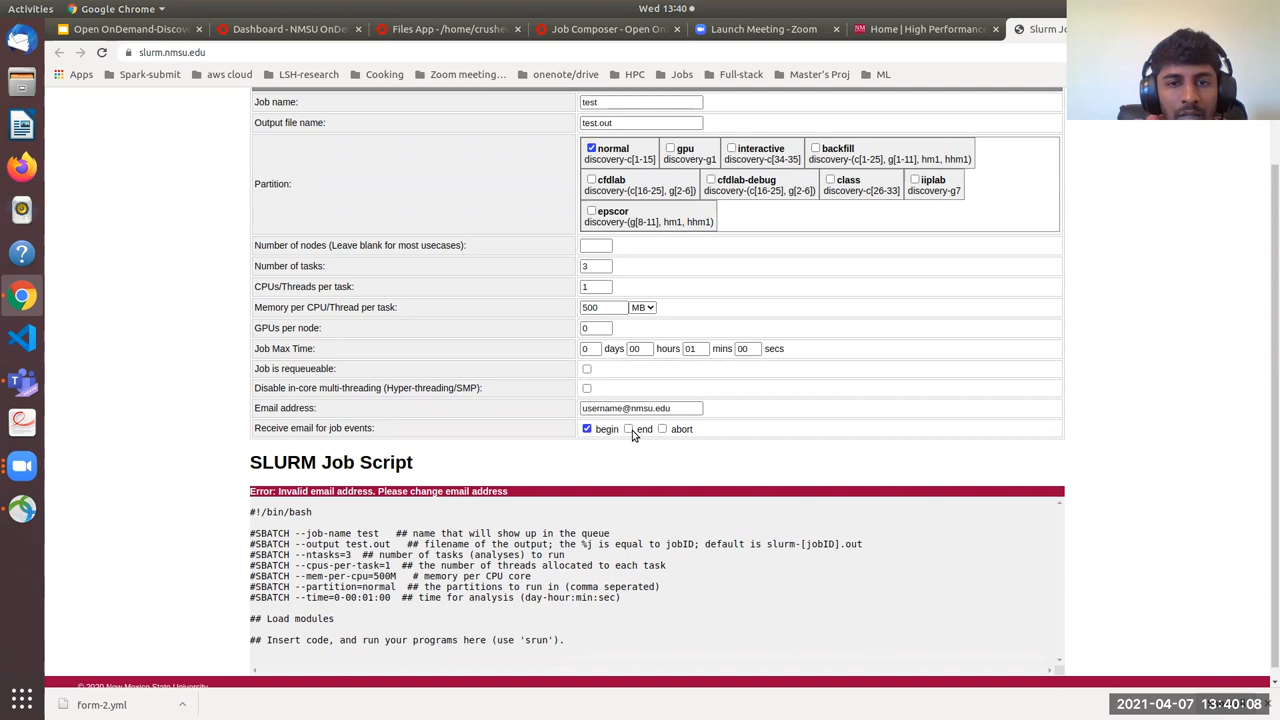 Activities Google Chrome Wed 13:40
Open OnDemand-Discov Dashboard - NMSU OnDem Files App - /home/crushe Job Composer - Open On Launch Meeting - Zoom Home | High Performanc Slurm Jo
slurm.nmsu.edu
Apps Spark-submit aws cloud LSH-research Cooking Zoom meeting… onenote/drive HPC Jobs Full-stack Master's Proj ML
Job name: test
Output file name: test.out
Partition:
normal gpu interactive backfill
discovery-c[1-15] discovery-g1 discovery-c[34-35] discovery-(c[1-25], g[1-11], hm1, hhm1)
cfdlab cfdlab-debug class iiplab
discovery-(c[16-25], g[2-6]) discovery-(c[16-25], g[2-6]) discovery-c[26-33] discovery-g7
epscor
discovery-(g[8-11], hm1, hhm1)
Number of nodes (Leave blank for most usecases):
Number of tasks: 3
CPUs/Threads per task: 1
Memory per CPU/Thread per task: 500 MB
GPUs per node: 0
Job Max Time: 0 days 00 hours 01 mins 00 secs
Job is requeueable:
Disable in-core multi-threading (Hyper-threading/SMP):
Email address: username@nmsu.edu
Receive email for job events: begin end abort
SLURM Job Script
Error: Invalid email address. Please change email address
#!/bin/bash
#SBATCH --job-name test ## name that will show up in the queue
#SBATCH --output test.out ## filename of the output; the %j is equal to jobID; default is slurm-[jobID].out
#SBATCH --ntasks=3 ## number of tasks (analyses) to run
#SBATCH --cpus-per-task=1 ## the number of threads allocated to each task
#SBATCH --mem-per-cpu=500M # memory per CPU core
#SBATCH --partition=normal ## the partitions to run in (comma seperated)
#SBATCH --time=0-00:01:00 ## time for analysis (day-hour:min:sec)
## Load modules
## Insert code, and run your programs here (use 'srun').
© 2020 New Mexico State University
form-2.yml
2021-04-07 13:40:08